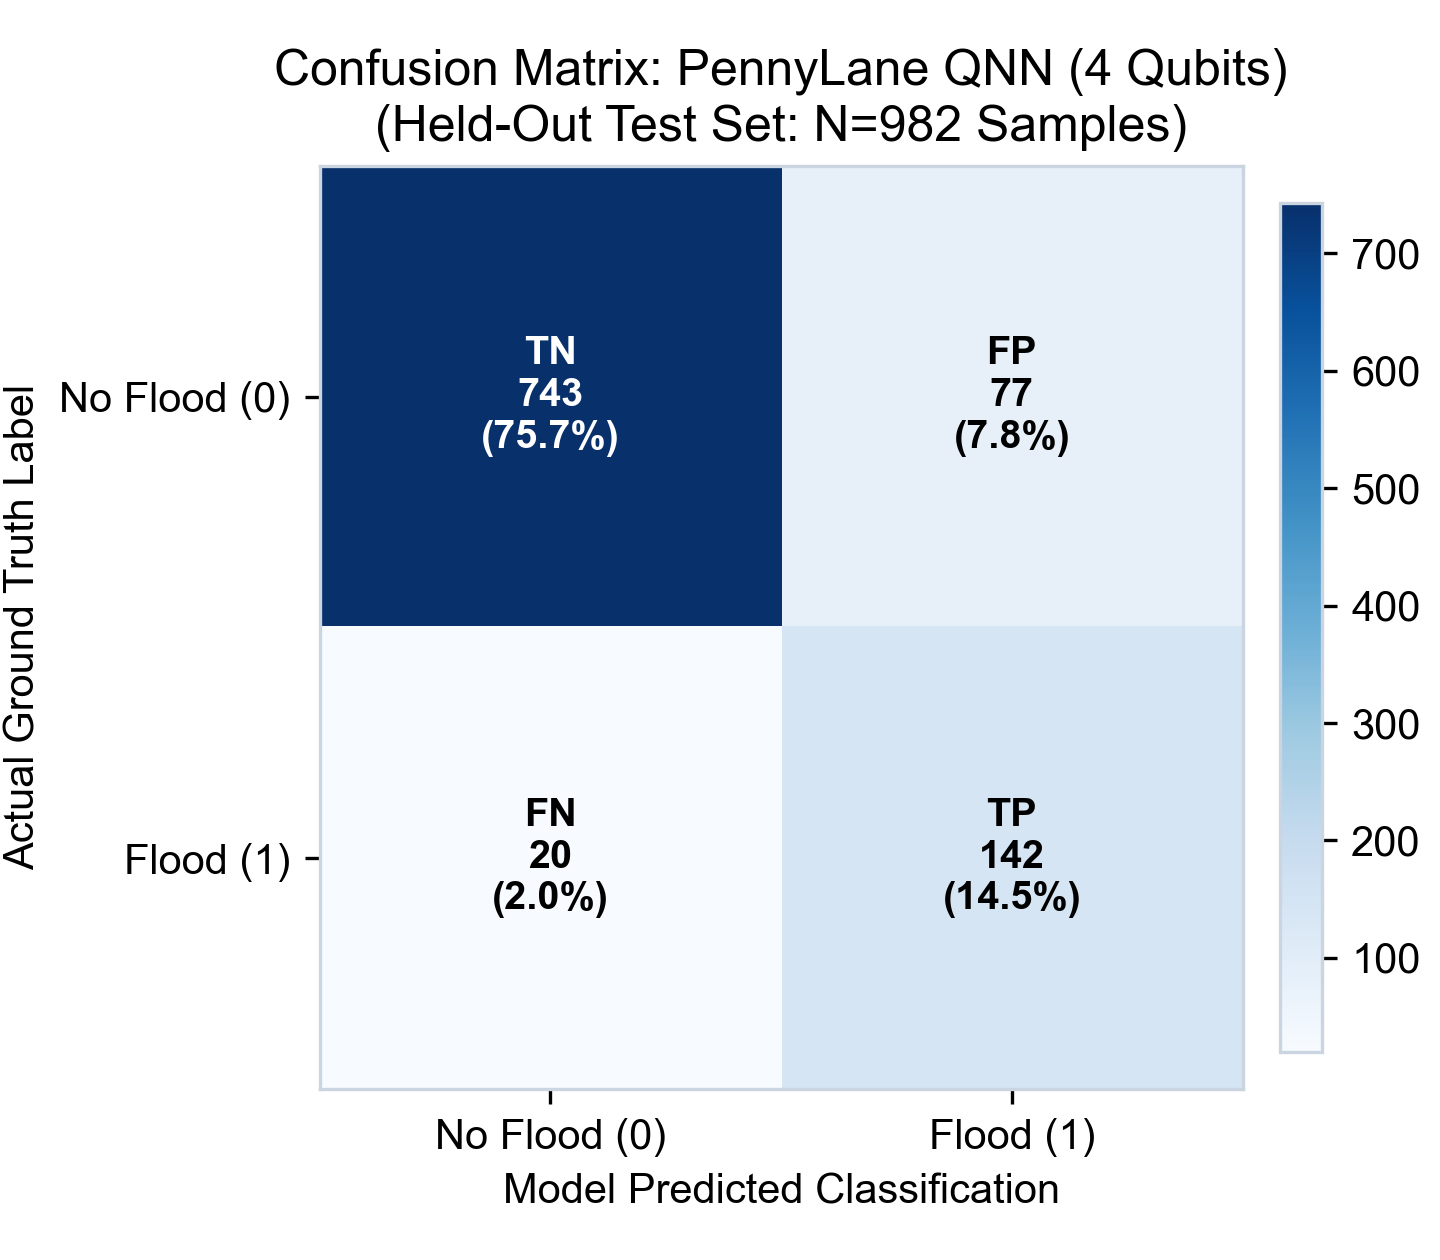 Confusion Matrix: PennyLane QNN (4 Qubits)
(Held-Out Test Set: N=982 Samples)
Actual Ground Truth Label
No Flood (0)
TN
743
(75.7%)
FP
77
(7.8%)
Flood (1)
FN
20
(2.0%)
TP
142
(14.5%)
No Flood (0)
Flood (1)
Model Predicted Classification
700
600
500
400
300
200
100